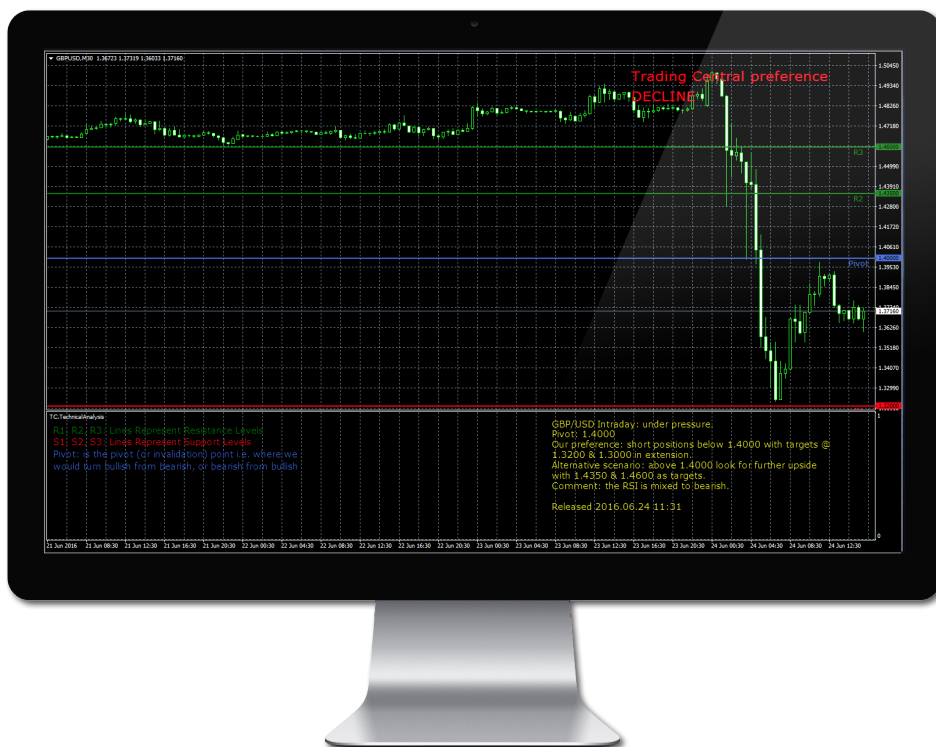 GBPUSD,M30 1.36723 1.37319 1.36033 1.37160
Trading Central preference
DECLINE
1.50450
1.49340
1.48260
1.47180
1.46000
R3
1.44990
1.43910
R2
1.42800
1.41720
1.40610
1.40000
Pivot
1.39530
1.38450
1.37160
1.36260
1.35180
1.34070
1.32990
TC.TechnicalAnalysis
R1; R2; R3; Lines Represent Resistance Levels
S1; S2; S3; Lines Represent Support Levels
Pivot: is the pivot (or invalidation) point i.e. where we
would turn bullish from bearish, or bearish from bullish
GBP/USD Intraday: under pressure.
Pivot: 1.4000
Our preference: short positions below 1.4000 with targets @
1.3200 & 1.3000 in extension.
Alternative scenario: above 1.4000 look for further upside
with 1.4350 & 1.4600 as targets.
Comment: the RSI is mixed to bearish.
Released 2016.06.24 11:31
1
0
21 Jun 2016 21 Jun 08:30 21 Jun 12:30 21 Jun 16:30 21 Jun 20:30 22 Jun 00:30 22 Jun 04:30 22 Jun 08:30 22 Jun 12:30 22 Jun 16:30 22 Jun 20:30 23 Jun 00:30 23 Jun 04:30 23 Jun 08:30 23 Jun 12:30 23 Jun 16:30 23 Jun 20:30 24 Jun 00:30 24 Jun 04:30 24 Jun 08:30 24 Jun 12:30